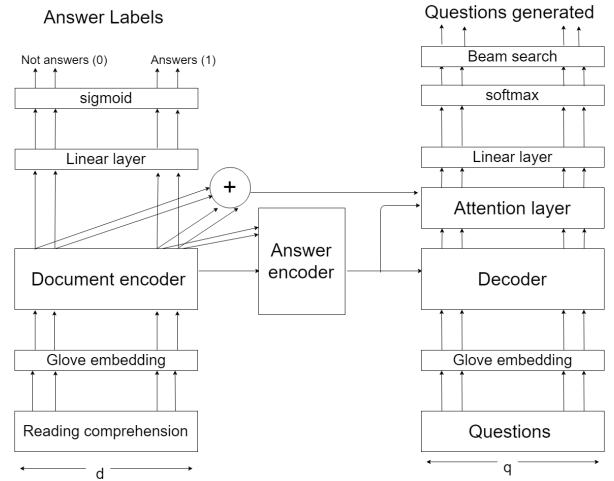 Answer Labels
Questions generated
Not answers (0)
Answers (1)
Beam search
sigmoid
softmax
Linear layer
Linear layer
+
Attention layer
Answer
encoder
Document encoder
Decoder
Glove embedding
Glove embedding
Reading comprehension
Questions
d
q